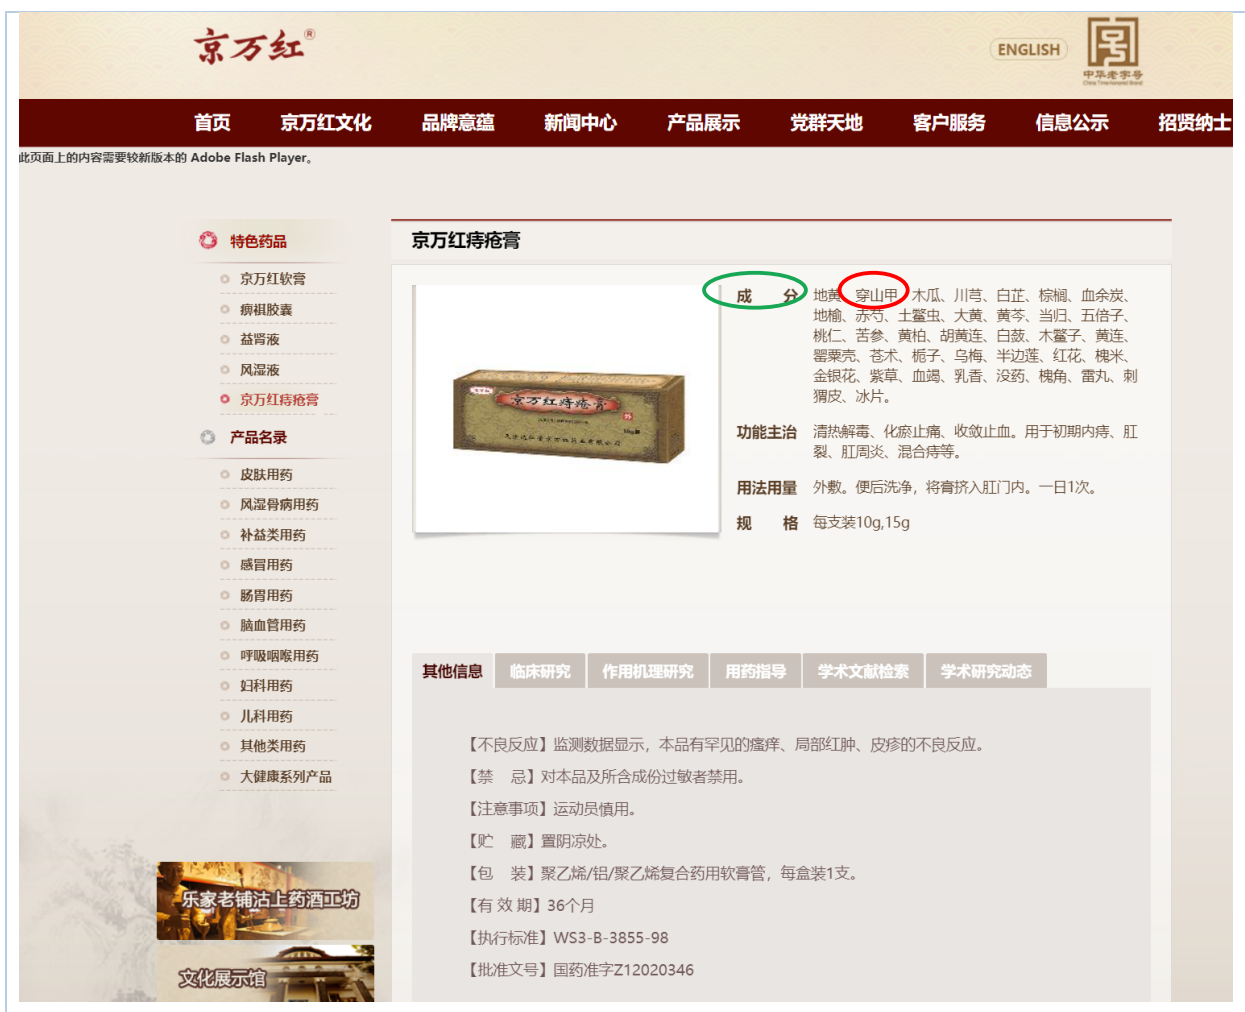 京万红®
ENGLISH
中华老字号
China Time-honored Brand
首页 京万红文化 品牌意蕴 新闻中心 产品展示 党群天地 客户服务 信息公示 招贤纳士
此页面上的内容需要较新版本的 Adobe Flash Player。
特色药品
京万红软膏
痹祺胶囊
益肾液
风湿液
京万红痔疮膏
产品名录
皮肤用药
风湿骨病用药
补益类用药
感冒用药
肠胃用药
脑血管用药
呼吸咽喉用药
妇科用药
儿科用药
其他类用药
大健康系列产品
乐家老铺沽上药酒工坊
文化展示馆
京万红痔疮膏
京万红痔疮膏
成 分 地黄、穿山甲、木瓜、川芎、白芷、棕榈、血余炭、
地榆、赤芍、土鳖虫、大黄、黄芩、当归、五倍子、
桃仁、苦参、黄柏、胡黄连、白蔹、木鳖子、黄连、
罂粟壳、苍术、栀子、乌梅、半边莲、红花、槐米、
金银花、紫草、血竭、乳香、没药、槐角、雷丸、刺
猬皮、冰片。
功能主治 清热解毒、化瘀止痛、收敛止血。用于初期内痔、肛
裂、肛周炎、混合痔等。
用法用量 外敷。便后洗净，将膏挤入肛门内。一日1次。
规 格 每支装10g,15g
其他信息 临床研究 作用机理研究 用药指导 学术文献检索 学术研究动态
【不良反应】监测数据显示，本品有罕见的瘙痒、局部红肿、皮疹的不良反应。
【禁 忌】对本品及所含成份过敏者禁用。
【注意事项】运动员慎用。
【贮 藏】置阴凉处。
【包 装】聚乙烯/铝/聚乙烯复合药用软膏管，每盒装1支。
【有 效 期】36个月
【执行标准】WS3-B-3855-98
【批准文号】国药准字Z12020346